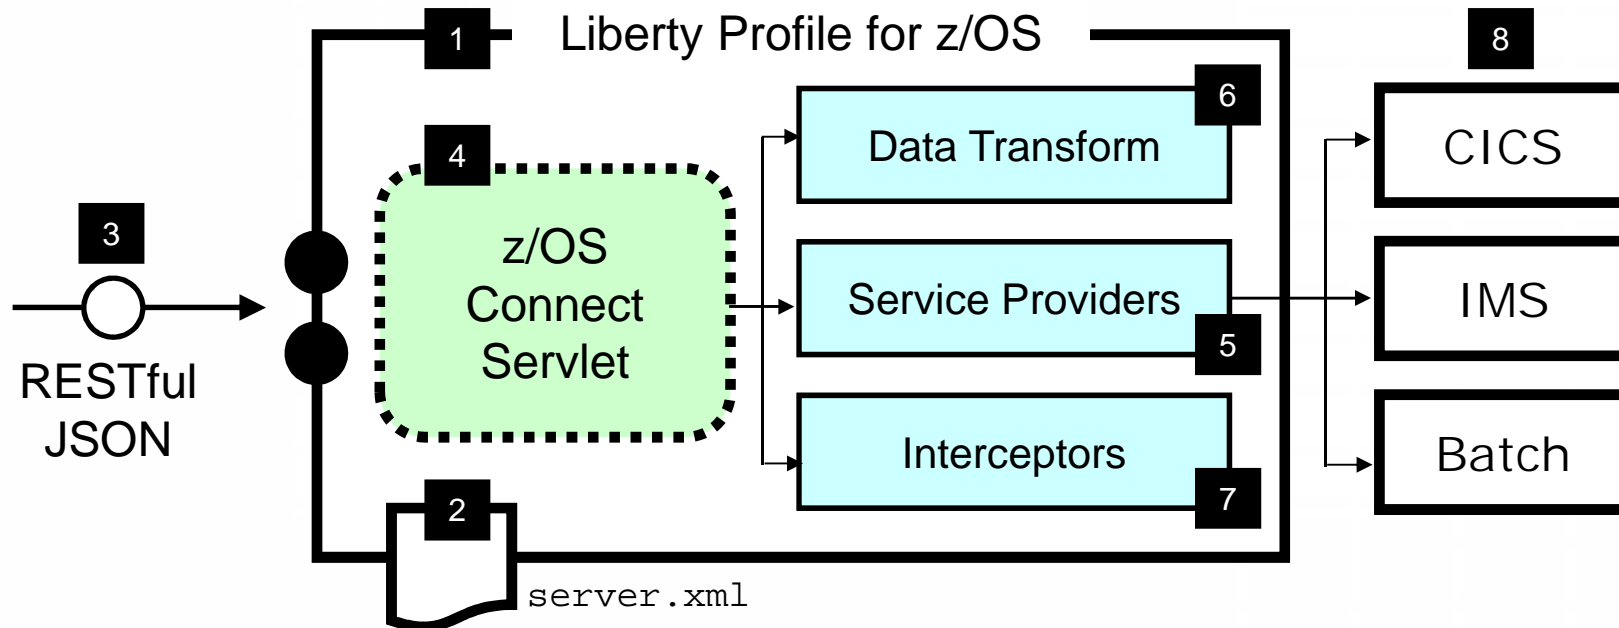 1
Liberty Profile for z/OS
8
6
Data Transform
CICS
4
3
z/OS
Connect
Servlet
Service Providers
5
IMS
RESTful
JSON
Interceptors
7
Batch
2
server.xml